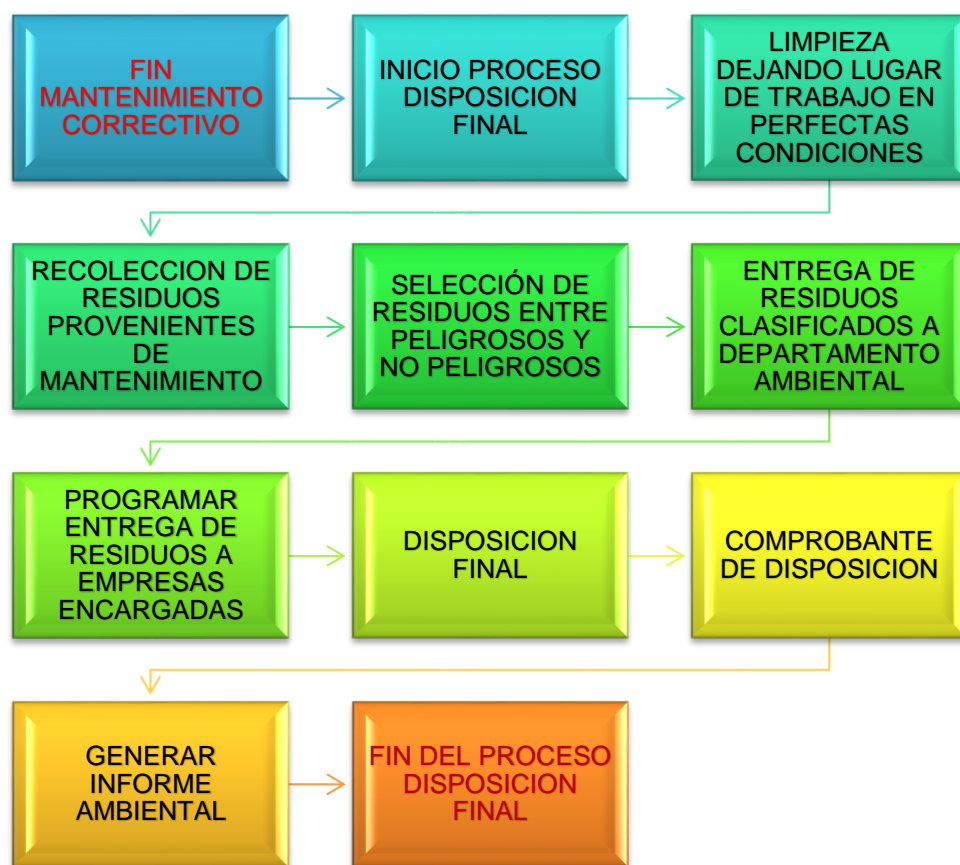 FIN
MANTENIMIENTO
CORRECTIVO
INICIO PROCESO
DISPOSICION
FINAL
LIMPIEZA
DEJANDO LUGAR
DE TRABAJO EN
PERFECTAS
CONDICIONES
RECOLECCION DE
RESIDUOS
PROVENIENTES
DE
MANTENIMIENTO
SELECCIÓN DE
RESIDUOS ENTRE
PELIGROSOS Y
NO PELIGROSOS
ENTREGA DE
RESIDUOS
CLASIFICADOS A
DEPARTAMENTO
AMBIENTAL
PROGRAMAR
ENTREGA DE
RESIDUOS A
EMPRESAS
ENCARGADAS
DISPOSICION
FINAL
COMPROBANTE
DE DISPOSICION
GENERAR
INFORME
AMBIENTAL
FIN DEL PROCESO
DISPOSICION
FINAL